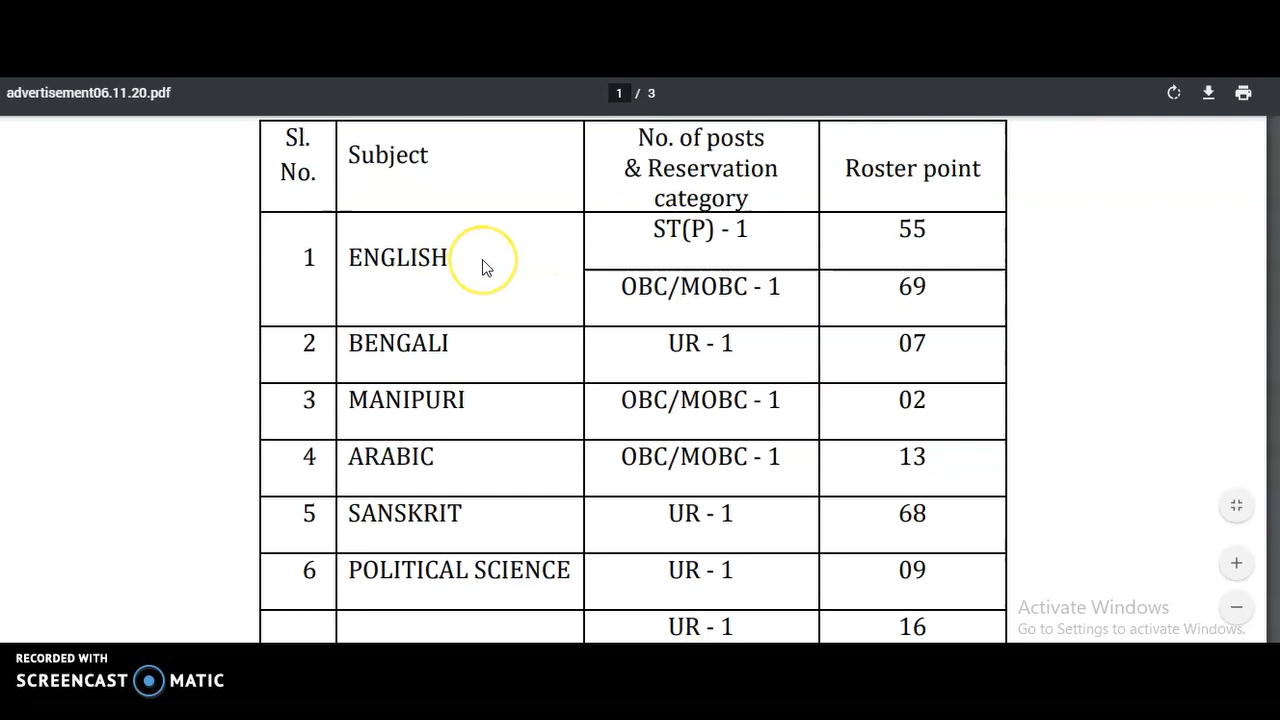 advertisement06.11.20.pdf
1 / 3
Sl. No.
Subject
No. of posts & Reservation category
Roster point
1 ENGLISH ST(P) - 1 55
OBC/MOBC - 1 69
2 BENGALI UR - 1 07
3 MANIPURI OBC/MOBC - 1 02
4 ARABIC OBC/MOBC - 1 13
5 SANSKRIT UR - 1 68
6 POLITICAL SCIENCE UR - 1 09
UR - 1 16
Activate Windows
Go to Settings to activate Windows.
RECORDED WITH
SCREENCAST MATIC